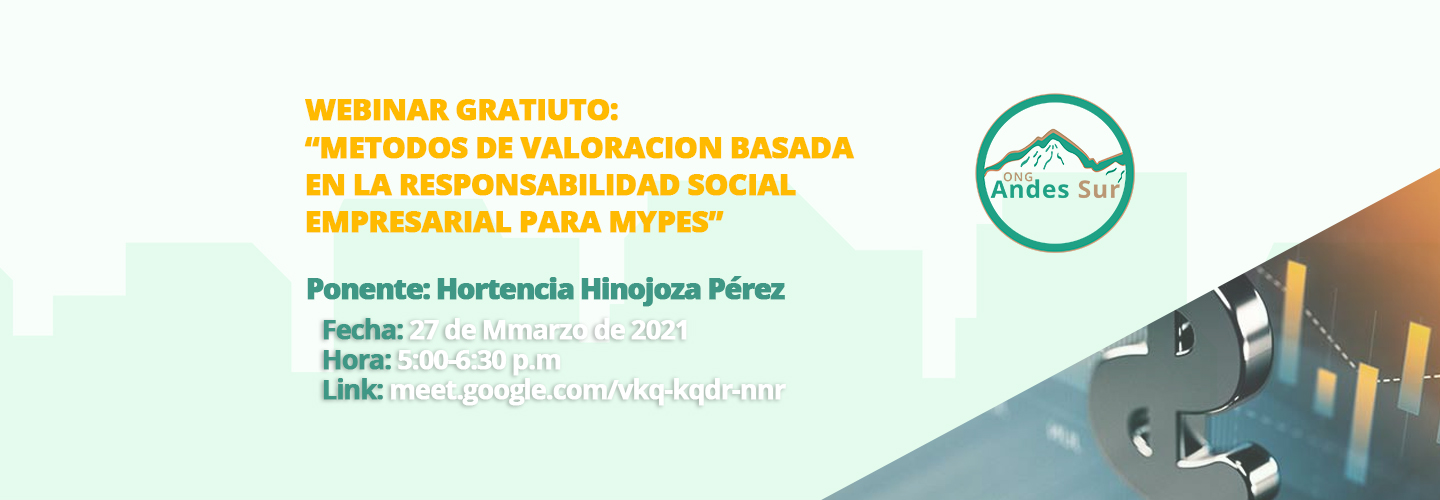 WEBINAR GRATIUTO:
“METODOS DE VALORACION BASADA
EN LA RESPONSABILIDAD SOCIAL
EMPRESARIAL PARA MYPES”
Ponente: Hortencia Hinojoza Pérez
Fecha: 27 de Mmarzo de 2021
Hora: 5:00-6:30 p.m
Link: meet.google.com/vkq-kqdr-nnr
ONG
Andes Sur